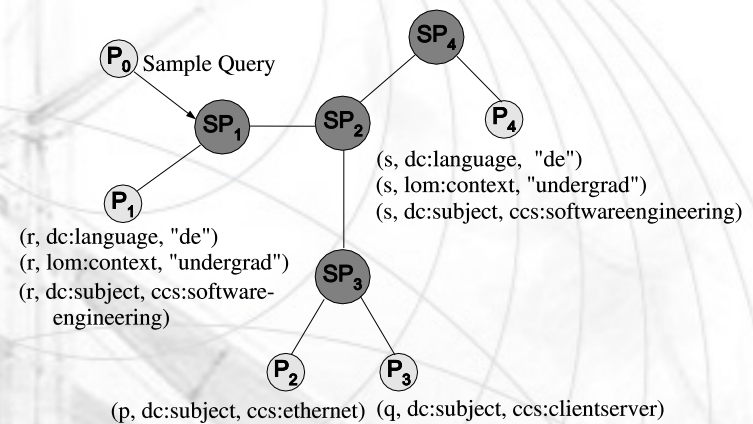 SP4
P0
Sample Query
SP1
SP2
P4
(s, dc:language, "de")
(s, lom:context, "undergrad")
(s, dc:subject, ccs:softwareengineering)
P1
(r, dc:language, "de")
(r, lom:context, "undergrad")
(r, dc:subject, ccs:software-
engineering)
SP3
P2
P3
(p, dc:subject, ccs:ethernet)
(q, dc:subject, ccs:clientserver)